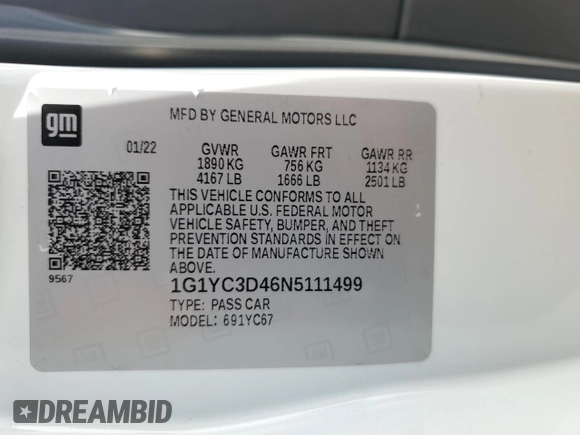 gm
MFD BY GENERAL MOTORS LLC
01/22 GVWR GAWR FRT GAWR RR
1890 KG 756 KG 1134 KG
4167 LB 1666 LB 2501 LB
THIS VEHICLE CONFORMS TO ALL
APPLICABLE U.S. FEDERAL MOTOR
VEHICLE SAFETY, BUMPER, AND THEFT
PREVENTION STANDARDS IN EFFECT ON
THE DATE OF MANUFACTURE SHOWN
ABOVE.
9567
1G1YC3D46N5111499
TYPE: PASS CAR
MODEL: 691YC67
DREAMBID